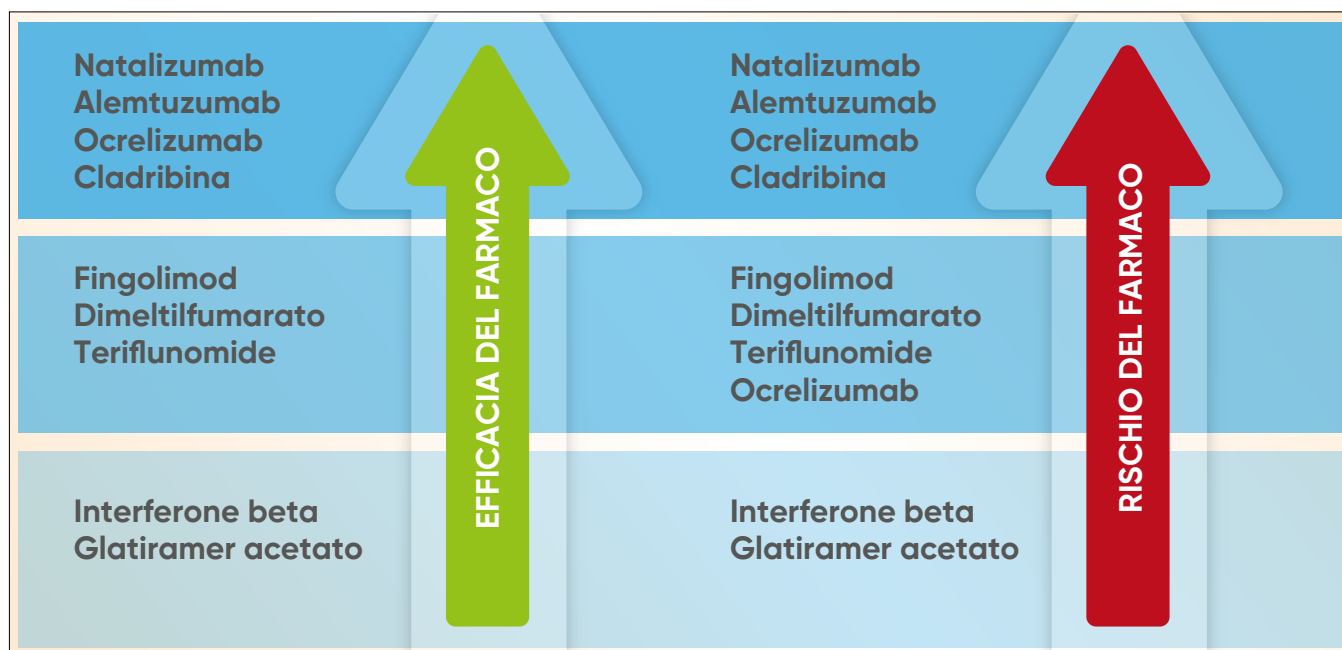 Natalizumab
Alemtuzumab
Ocrelizumab
Cladribina
Fingolimod
Dimeltilfumarato
Teriflunomide
Interferone beta
Glatiramer acetato
EFFICACIA DEL FARMACO
Natalizumab
Alemtuzumab
Ocrelizumab
Cladribina
Fingolimod
Dimeltilfumarato
Teriflunomide
Ocrelizumab
Interferone beta
Glatiramer acetato
RISCHIO DEL FARMACO